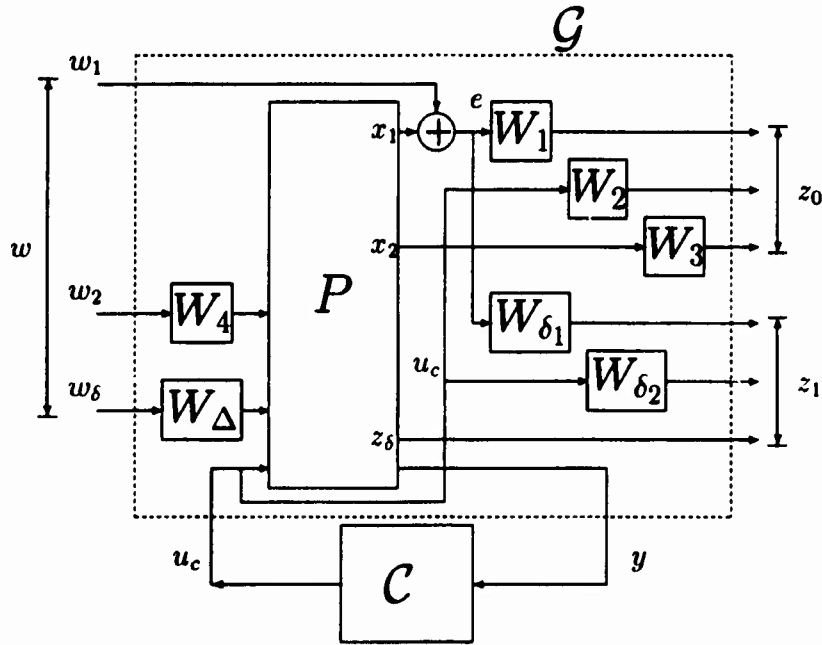 𝒢
w₁
e
x₁
+
W₁
W₂
z₀
w
x₂
W₃
w₂
W₄
P
W_δ₁
u_c
W_δ₂
z₁
w_δ
W_Δ
z_δ
u_c
𝒞
y